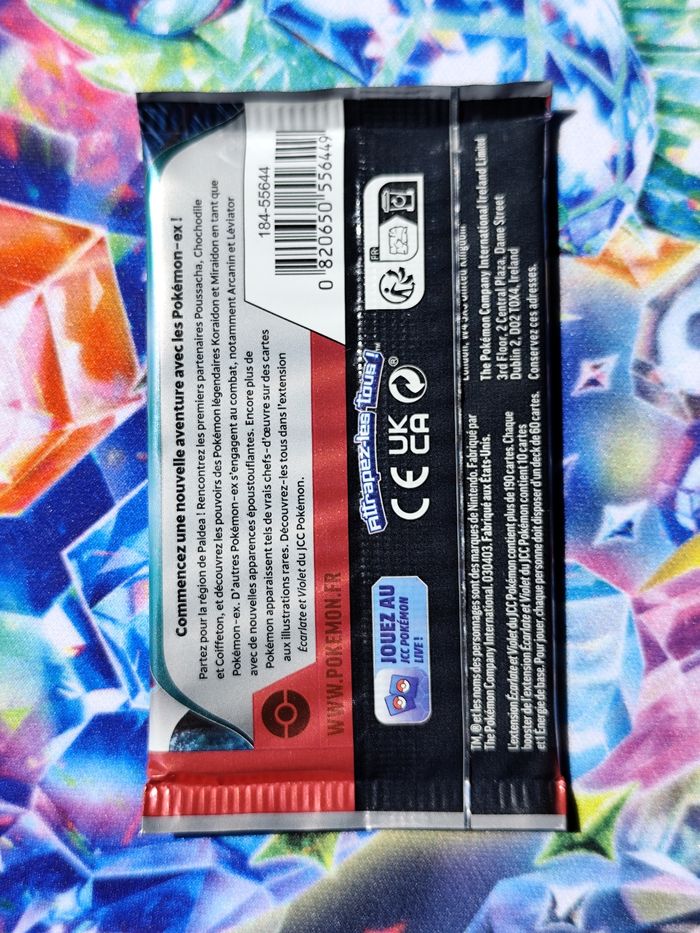 Commencez une nouvelle aventure avec les Pokémon-ex !
Partez pour la région de Paldea ! Rencontrez les premiers partenaires Poussacha, Chochodile
et Coiffeton, et découvrez les pouvoirs des Pokémon légendaires Koraidon et Miraidon en tant que
Pokémon-ex. D'autres Pokémon-ex s'engagent au combat, notamment Arcanin et Léviator
avec de nouvelles apparences époustouflantes. Encore plus de
Pokémon apparaissent tels de vrais chefs-d'œuvre sur des cartes
aux illustrations rares. Découvrez-les tous dans l'extension
Écarlate et Violet du JCC Pokémon.
184-55644
0 820650 556449
WWW.POKEMON.FR
JOUEZ AU
JCC POKÉMON
LIVE !
Attrapez-les Tous !
CE UK
CA
®
FR
TM, ® et les noms des personnages sont des marques de Nintendo. Fabriqué par
The Pokémon Company International. 030403. Fabriqué aux États-Unis.
L'extension Écarlate et Violet du JCC Pokémon contient plus de 190 cartes. Chaque
booster de l'extension Écarlate et Violet du JCC Pokémon contient 10 cartes
et 1 Énergie de base. Pour jouer, chaque personne doit disposer d'un deck de 60 cartes.
London, W4 United Kingdom
The Pokémon Company International Ireland Limited
3rd Floor, 2 Central Plaza, Dame Street
Dublin 2, D02 T0X4, Ireland
Conservez ces adresses.